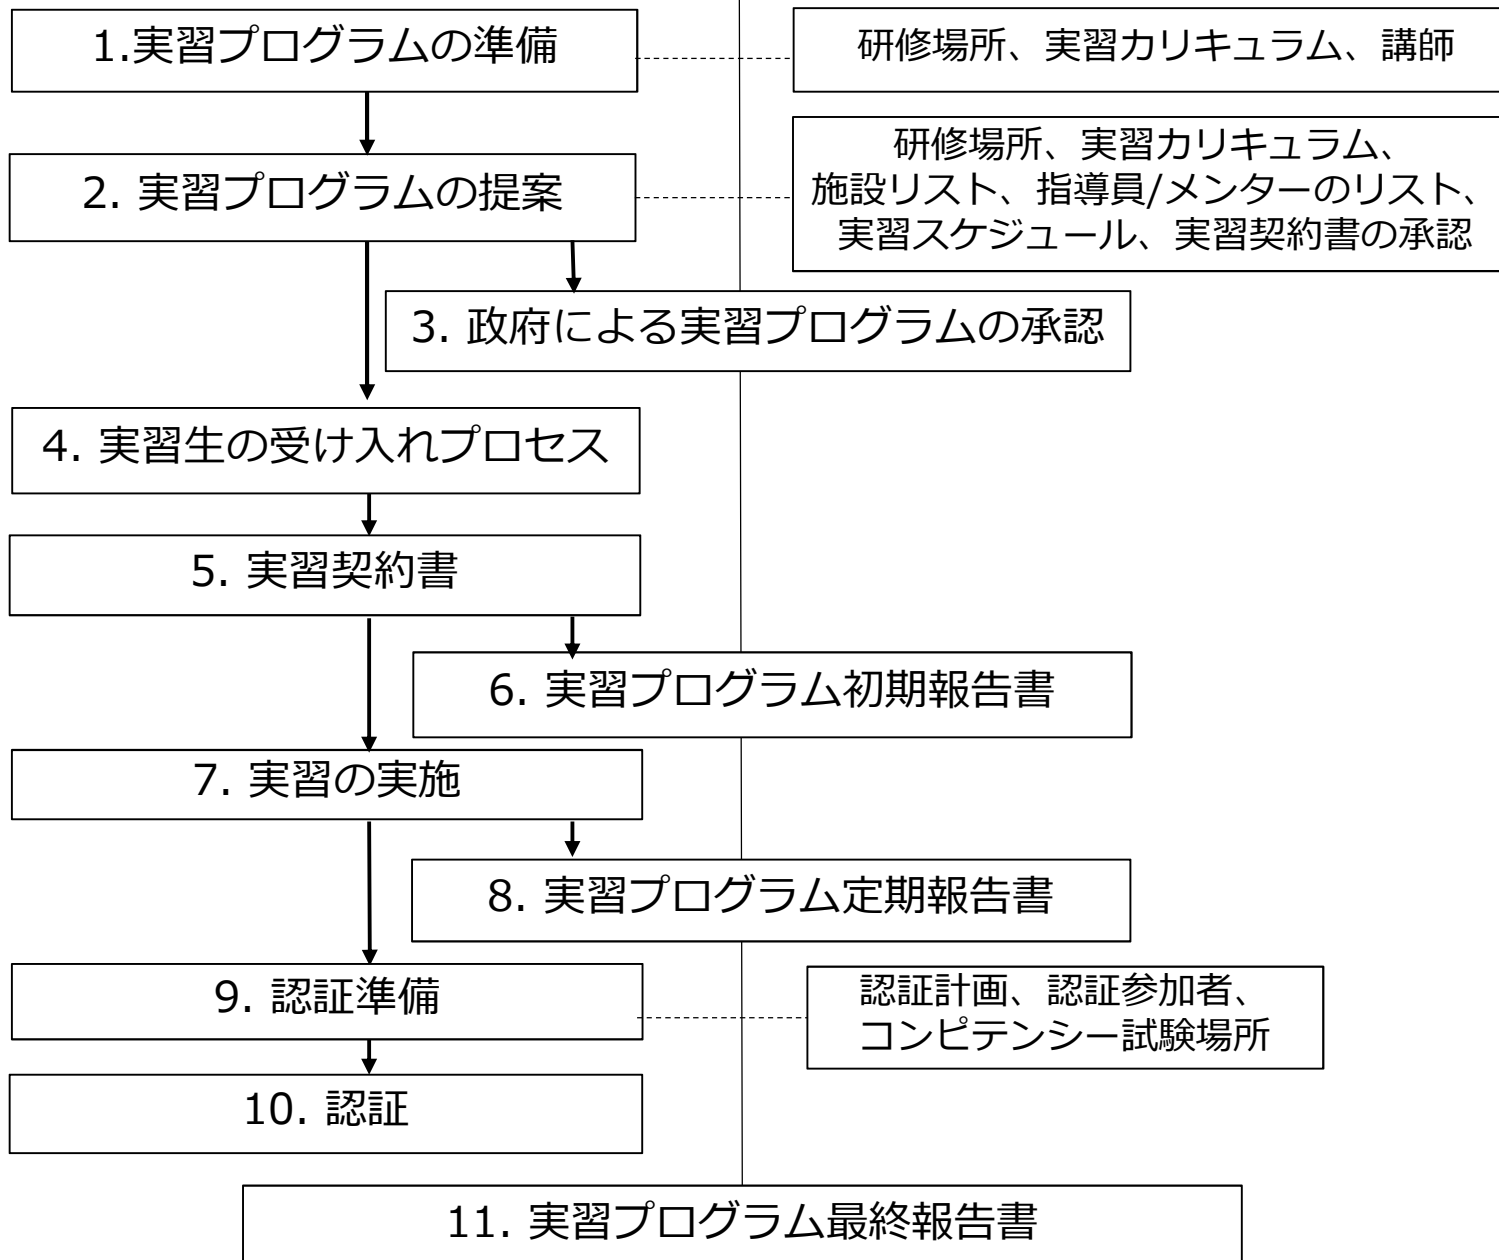 1.実習プログラムの準備
研修場所、実習カリキュラム、講師
2. 実習プログラムの提案
研修場所、実習カリキュラム、
施設リスト、指導員/メンターのリスト、
実習スケジュール、実習契約書の承認
3. 政府による実習プログラムの承認
4. 実習生の受け入れプロセス
5. 実習契約書
6. 実習プログラム初期報告書
7. 実習の実施
8. 実習プログラム定期報告書
9. 認証準備
認証計画、認証参加者、
コンピテンシー試験場所
10. 認証
11. 実習プログラム最終報告書